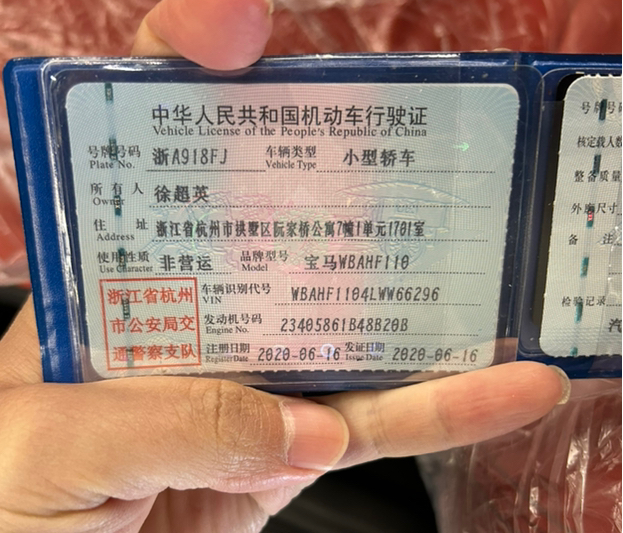 中华人民共和国机动车行驶证
Vehicle License of the People's Republic of China
号牌号码 浙A918FJ 车辆类型 小型轿车
Plate No. Vehicle Type
所有人 徐超英
Owner
住址 浙江省杭州市拱墅区阮家桥公寓7幢1单元1701室
Address
使用性质 非营运 品牌型号 宝马WBAHF110
Use Character Model
浙江省杭州
市公安局交
通警察支队
车辆识别代号 WBAHF1104LWW66296
VIN
发动机号码 23405861B48B20B
Engine No.
注册日期 2020-06-16 发证日期 2020-06-16
Register Date Issue Date
号牌号
核定载人数
整备质量
外廓尺寸
备注
检验记录